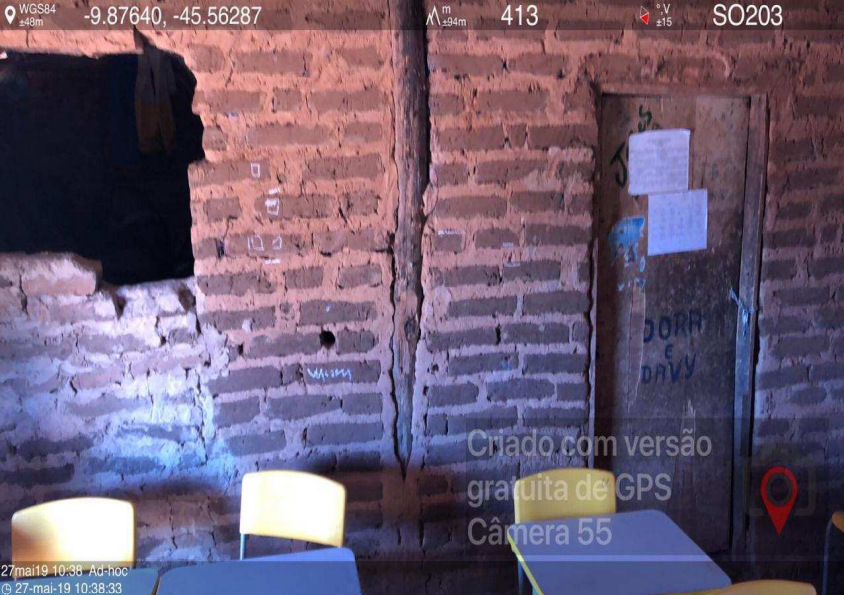 WGS84
±48m
-9.87640, -45.56287
m
±94m
413
°,V
±15
SO203
DORA
E
DAVY
Criado com versão
gratuita de GPS
Câmera 55
27mai19 10:38 Ad-hoc
27-mai-19 10:38:33